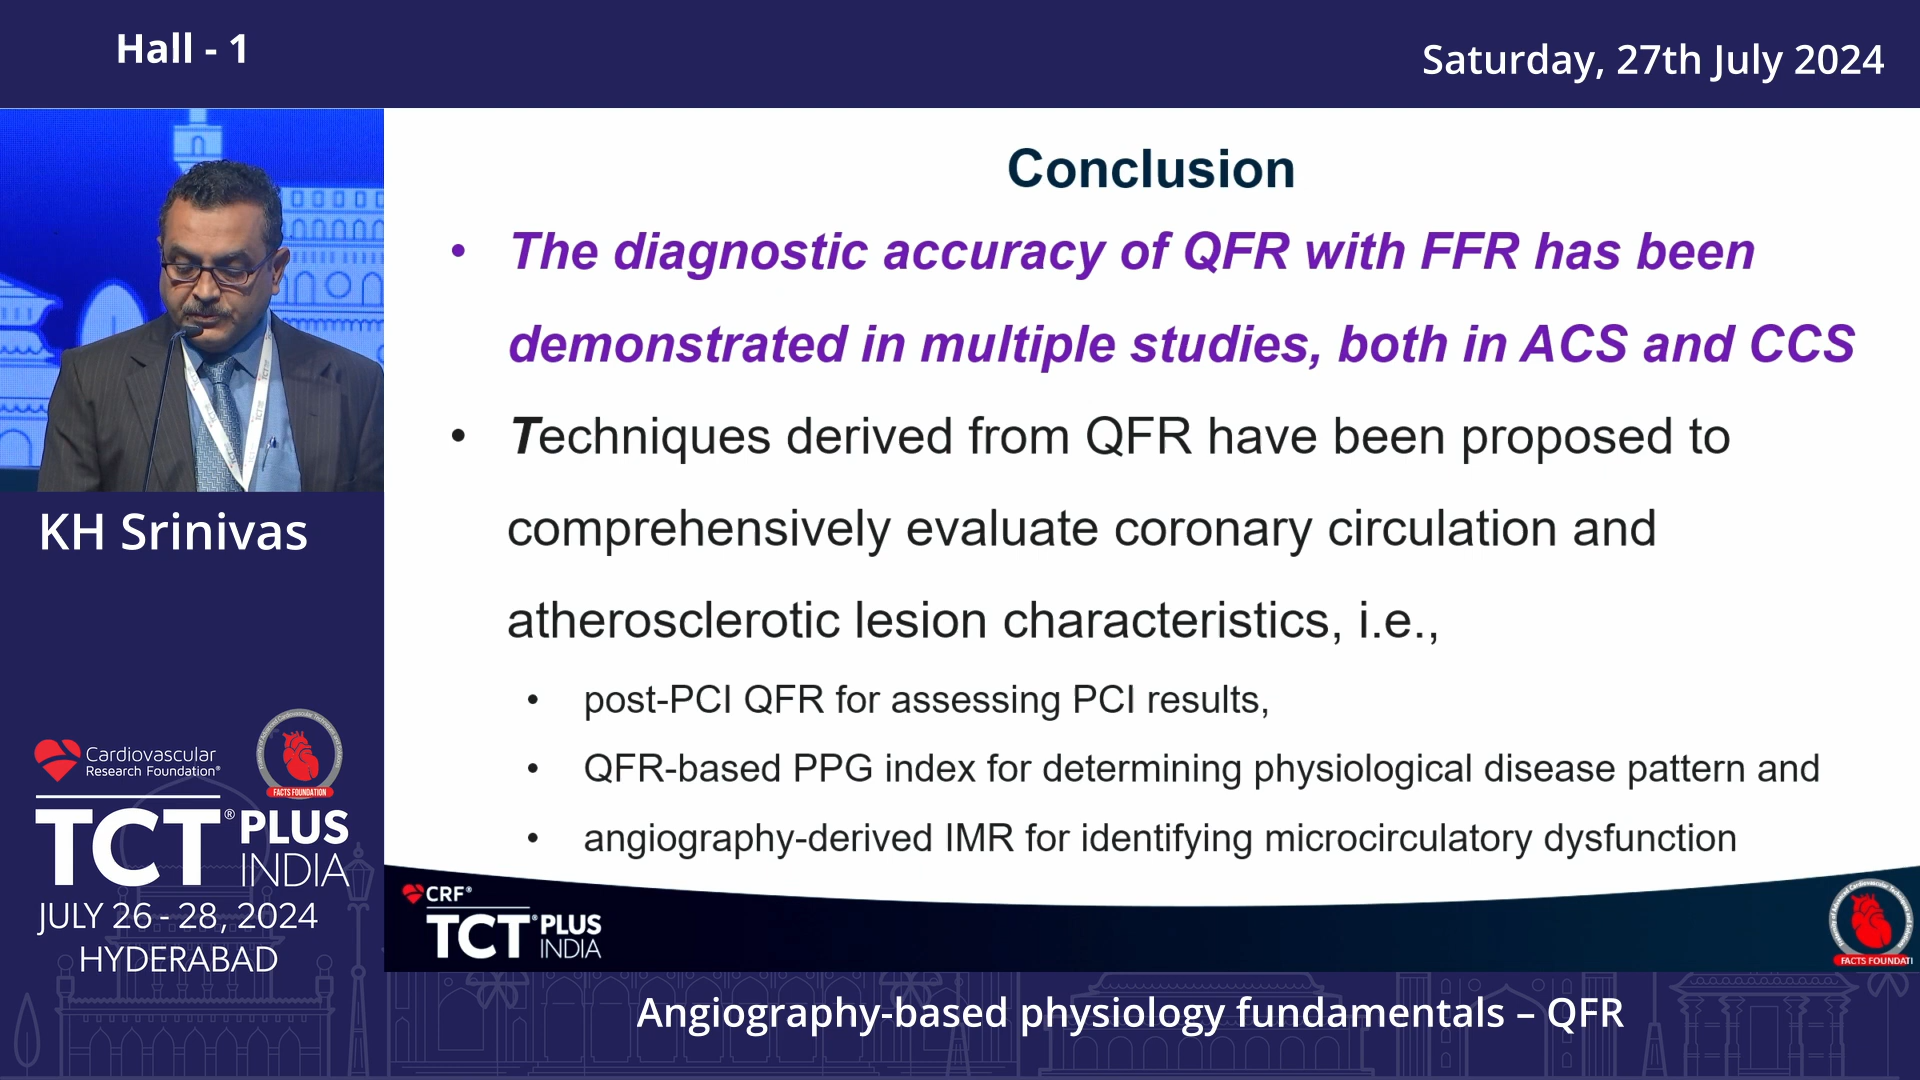 Hall - 1
Saturday, 27th July 2024
Conclusion
• The diagnostic accuracy of QFR with FFR has been
demonstrated in multiple studies, both in ACS and CCS
• Techniques derived from QFR have been proposed to
comprehensively evaluate coronary circulation and
atherosclerotic lesion characteristics, i.e.,
• post-PCI QFR for assessing PCI results,
• QFR-based PPG index for determining physiological disease pattern and
• angiography-derived IMR for identifying microcirculatory dysfunction
KH Srinivas
Cardiovascular
Research Foundation®
FACTS FOUNDATION
TCT® PLUS
INDIA
JULY 26 - 28, 2024
HYDERABAD
CRF®
TCT® PLUS
INDIA
FACTS FOUNDATI
Angiography-based physiology fundamentals – QFR